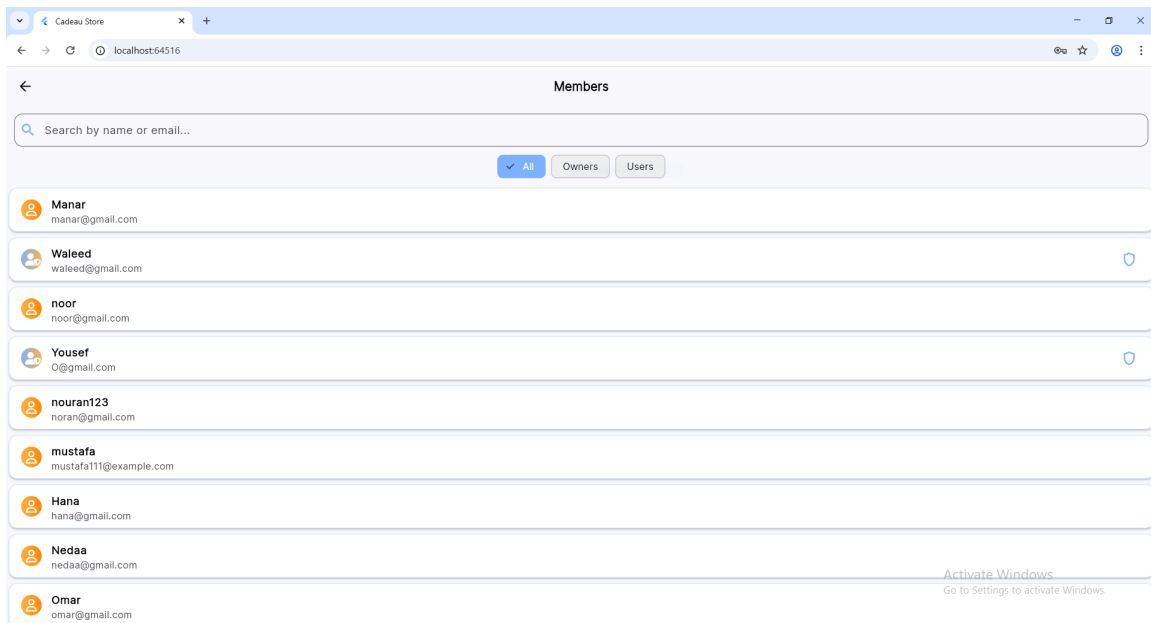 Cadeau Store
localhost:64516
Members
Search by name or email...
All Owners Users
Manar
manar@gmail.com
Waleed
waleed@gmail.com
noor
noor@gmail.com
Yousef
O@gmail.com
nouran123
noran@gmail.com
mustafa
mustafa111@example.com
Hana
hana@gmail.com
Nedaa
nedaa@gmail.com
Omar
omar@gmail.com
Activate Windows
Go to Settings to activate Windows.